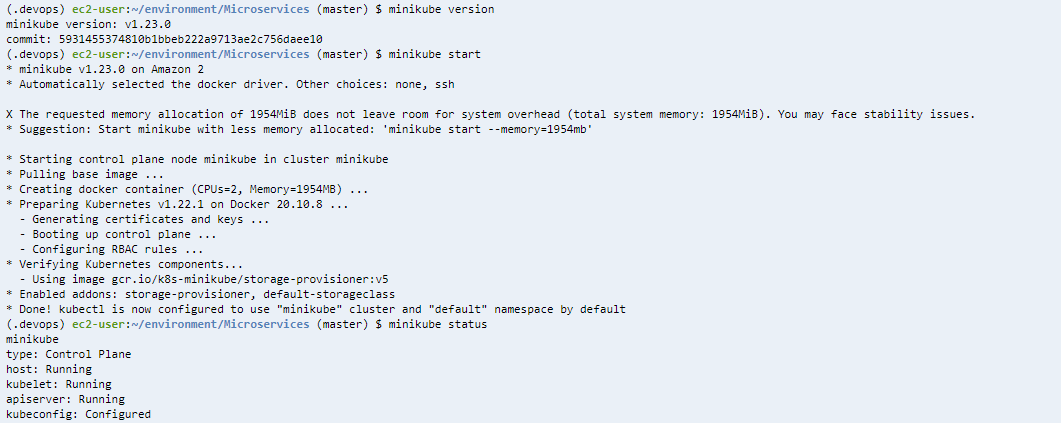 (.devops) ec2-user:~/environment/Microservices (master) $ minikube version
minikube version: v1.23.0
commit: 5931455374810b1bbeb222a9713ae2c756daee10
(.devops) ec2-user:~/environment/Microservices (master) $ minikube start
* minikube v1.23.0 on Amazon 2
* Automatically selected the docker driver. Other choices: none, ssh
X The requested memory allocation of 1954MiB does not leave room for system overhead (total system memory: 1954MiB). You may face stability issues.
* Suggestion: Start minikube with less memory allocated: 'minikube start --memory=1954mb'
* Starting control plane node minikube in cluster minikube
* Pulling base image ...
* Creating docker container (CPUs=2, Memory=1954MB) ...
* Preparing Kubernetes v1.22.1 on Docker 20.10.8 ...
  - Generating certificates and keys ...
  - Booting up control plane ...
  - Configuring RBAC rules ...
* Verifying Kubernetes components...
  - Using image gcr.io/k8s-minikube/storage-provisioner:v5
* Enabled addons: storage-provisioner, default-storageclass
* Done! kubectl is now configured to use "minikube" cluster and "default" namespace by default
(.devops) ec2-user:~/environment/Microservices (master) $ minikube status
minikube
type: Control Plane
host: Running
kubelet: Running
apiserver: Running
kubeconfig: Configured